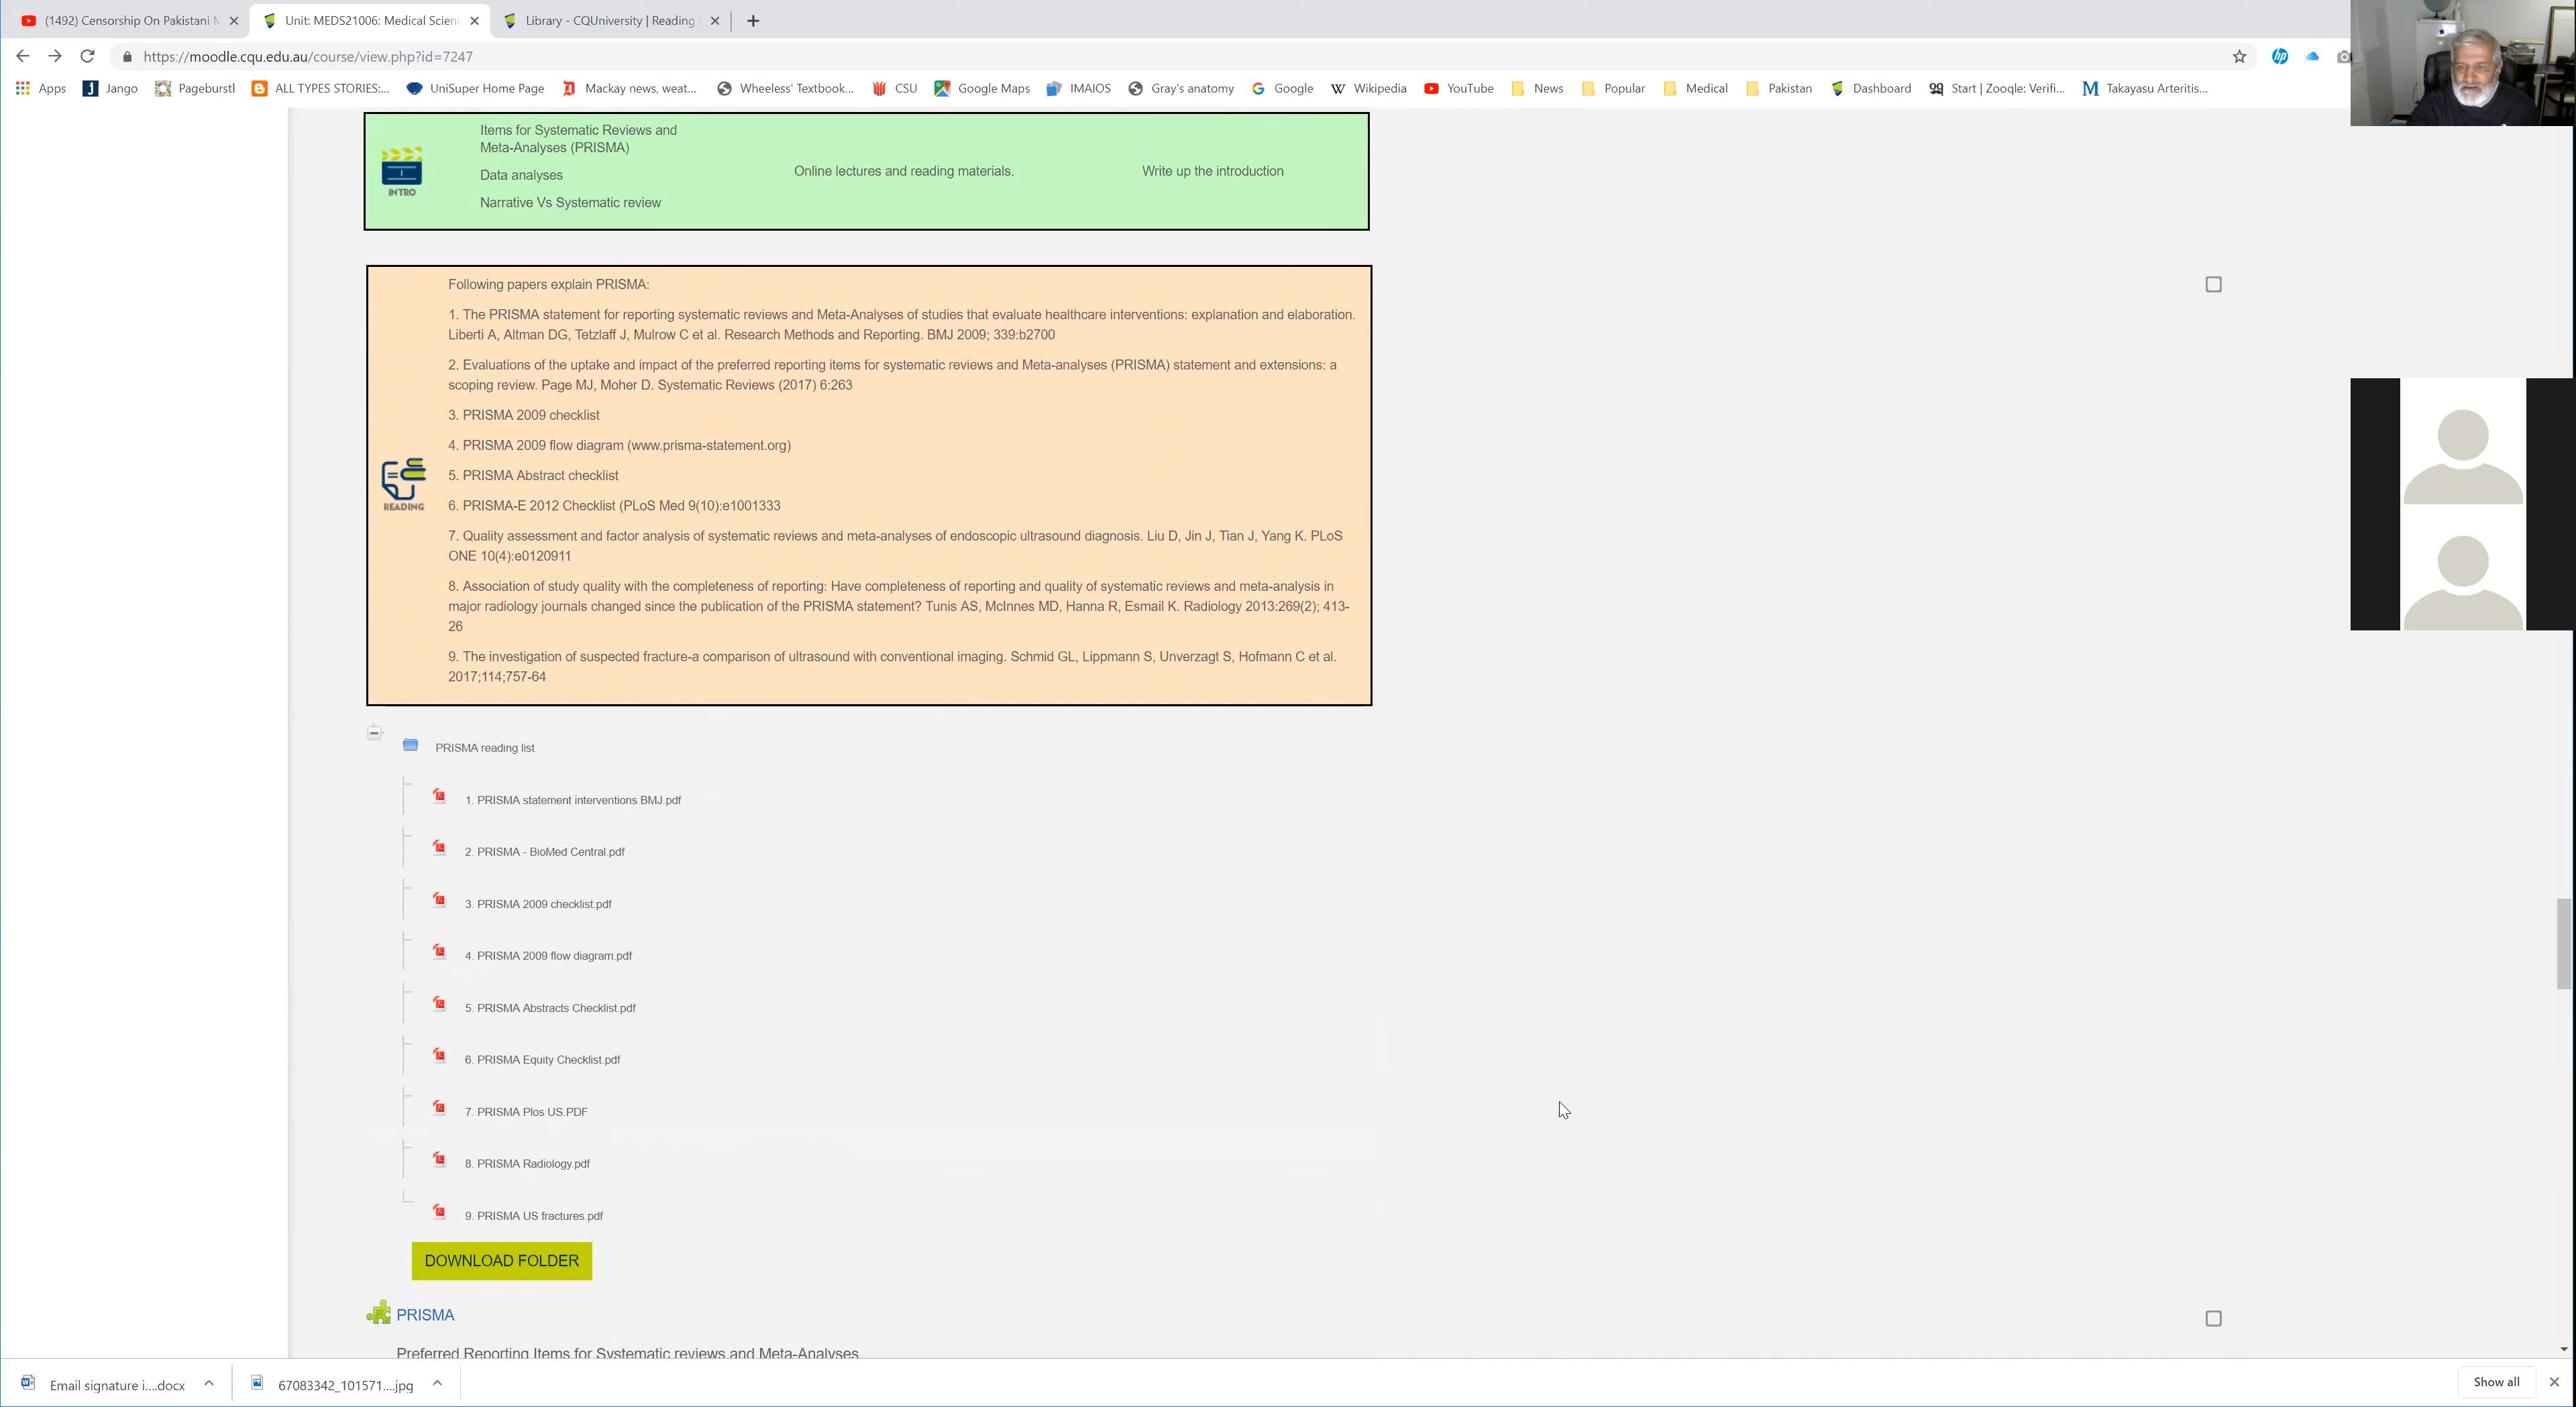 (1492) Censorship On Pakistani M
Unit: MEDS21006: Medical Scienc
Library - CQUniversity | Reading
https://moodle.cqu.edu.au/course/view.php?id=7247
Apps
Jango
Pageburstl
ALL TYPES STORIES:...
UniSuper Home Page
Mackay news, weat...
Wheeless' Textbook...
CSU
Google Maps
IMAIOS
Gray's anatomy
Google
Wikipedia
YouTube
News
Popular
Medical
Pakistan
Dashboard
Start | Zooqle: Verifi...
Takayasu Arteritis...
INTRO
Items for Systematic Reviews and
Meta-Analyses (PRISMA)
Data analyses
Narrative Vs Systematic review
Online lectures and reading materials.
Write up the introduction
READING
Following papers explain PRISMA:
1. The PRISMA statement for reporting systematic reviews and Meta-Analyses of studies that evaluate healthcare interventions: explanation and elaboration.
Liberti A, Altman DG, Tetzlaff J, Mulrow C et al. Research Methods and Reporting. BMJ 2009; 339:b2700
2. Evaluations of the uptake and impact of the preferred reporting items for systematic reviews and Meta-analyses (PRISMA) statement and extensions: a
scoping review. Page MJ, Moher D. Systematic Reviews (2017) 6:263
3. PRISMA 2009 checklist
4. PRISMA 2009 flow diagram (www.prisma-statement.org)
5. PRISMA Abstract checklist
6. PRISMA-E 2012 Checklist (PLoS Med 9(10):e1001333
7. Quality assessment and factor analysis of systematic reviews and meta-analyses of endoscopic ultrasound diagnosis. Liu D, Jin J, Tian J, Yang K. PLoS
ONE 10(4):e0120911
8. Association of study quality with the completeness of reporting: Have completeness of reporting and quality of systematic reviews and meta-analysis in
major radiology journals changed since the publication of the PRISMA statement? Tunis AS, McInnes MD, Hanna R, Esmail K. Radiology 2013:269(2); 413-
26
9. The investigation of suspected fracture-a comparison of ultrasound with conventional imaging. Schmid GL, Lippmann S, Unverzagt S, Hofmann C et al.
2017;114;757-64
PRISMA reading list
1. PRISMA statement interventions BMJ.pdf
2. PRISMA - BioMed Central.pdf
3. PRISMA 2009 checklist.pdf
4. PRISMA 2009 flow diagram.pdf
5. PRISMA Abstracts Checklist.pdf
6. PRISMA Equity Checklist.pdf
7. PRISMA Plos US.PDF
8. PRISMA Radiology.pdf
9. PRISMA US fractures.pdf
DOWNLOAD FOLDER
PRISMA
Preferred Reporting Items for Systematic reviews and Meta-Analyses
Email signature i....docx
67083342_101571....jpg
Show all